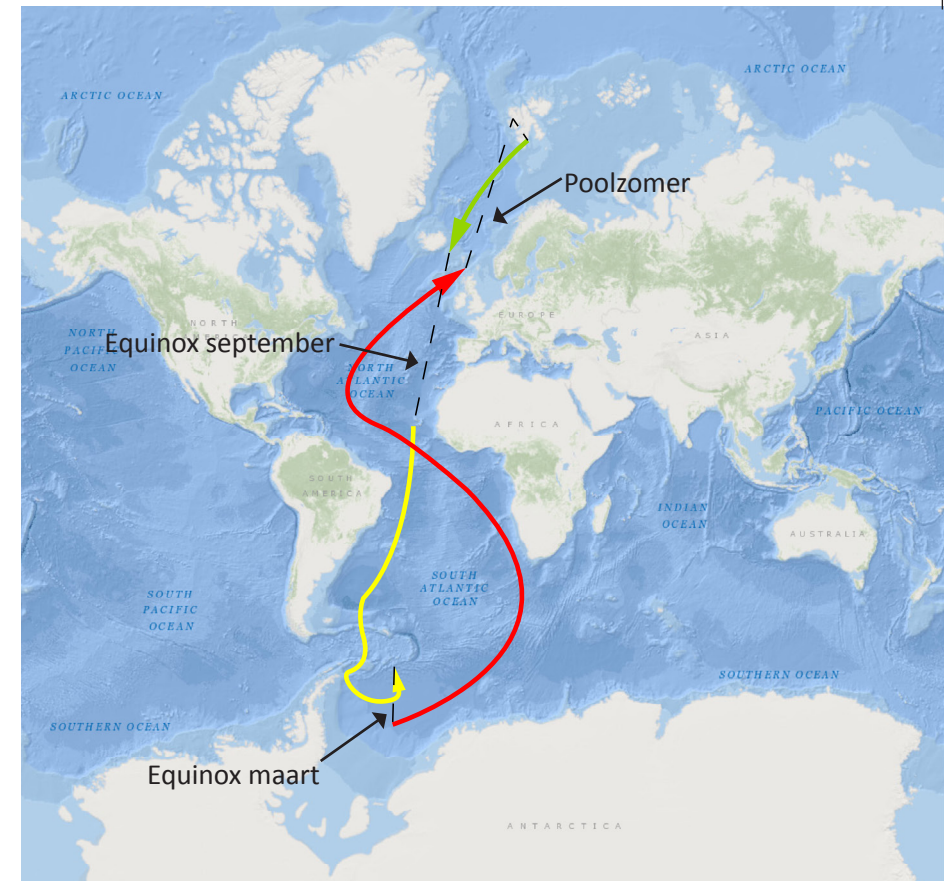 ARCTIC OCEAN
ARCTIC OCEAN
Poolzomer
NORTH
PACIFIC
OCEAN
NORTH
Equinox september
EUROPE
ASIA
NORTH
ATLANTIC
OCEAN
PACIFIC OCEAN
AFRICA
SOUTH
AMERICA
INDIAN
OCEAN
AUSTRALIA
SOUTH
ATLANTIC
OCEAN
SOUTH
PACIFIC
OCEAN
SOUTHERN OCEAN
SOUTHERN OCEAN
Equinox maart
ANTARCTICA